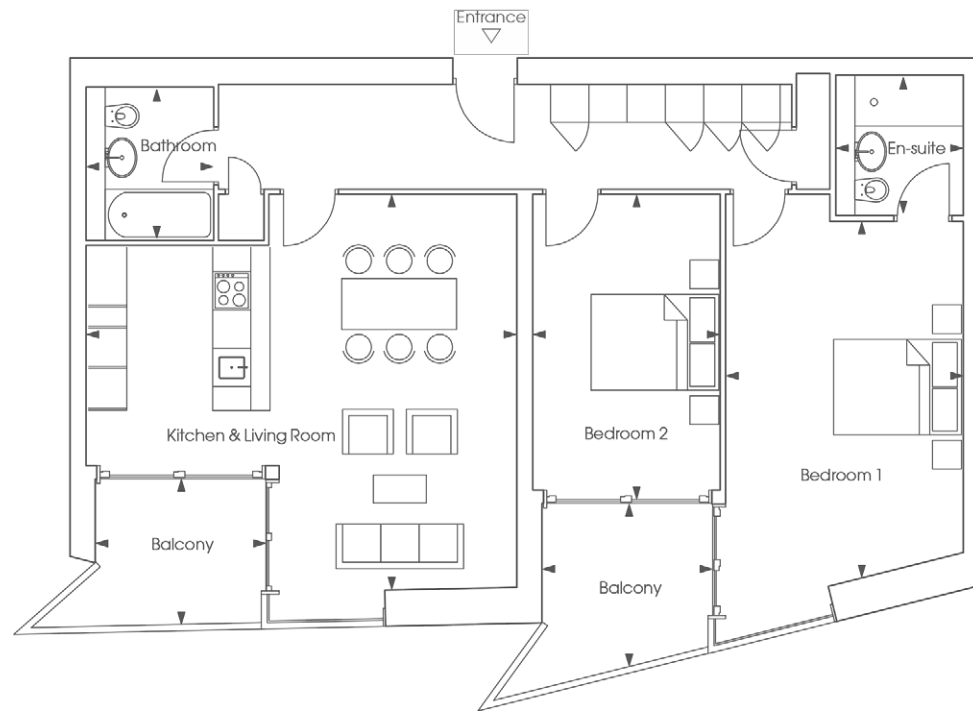 Entrance
Bathroom
En-suite
Kitchen & Living Room
Bedroom 2
Bedroom 1
Balcony
Balcony